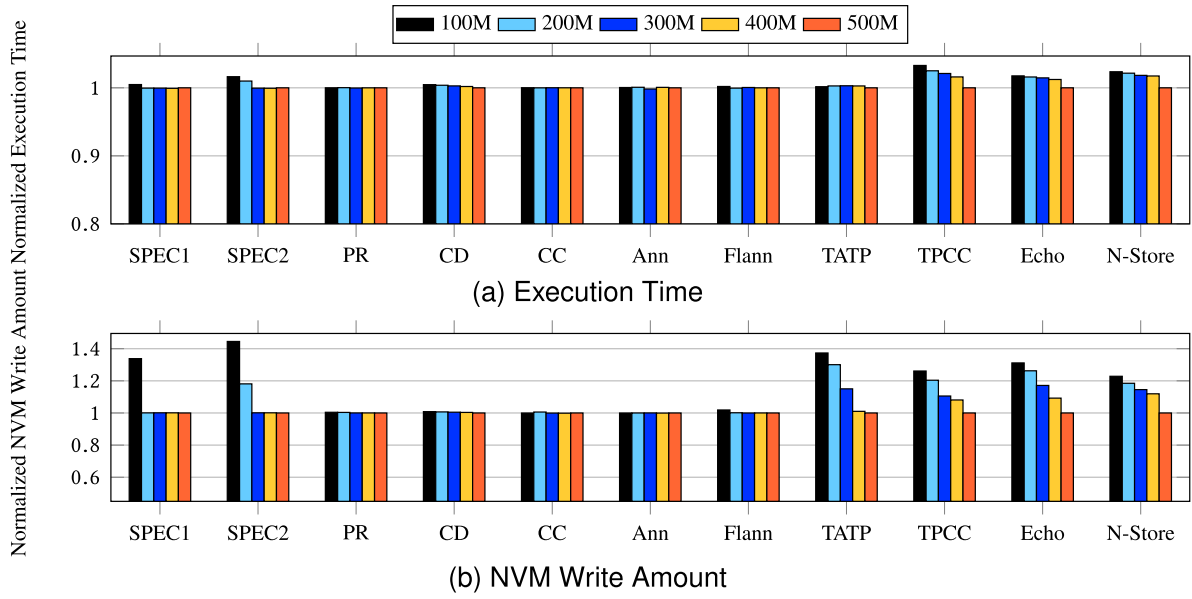 100M 200M 300M 400M 500M
Normalized Execution Time
1
0.9
0.8
SPEC1 SPEC2 PR CD CC Ann Flann TATP TPCC Echo N-Store
(a) Execution Time
Normalized NVM Write Amount
1.4
1.2
1
0.8
0.6
SPEC1 SPEC2 PR CD CC Ann Flann TATP TPCC Echo N-Store
(b) NVM Write Amount